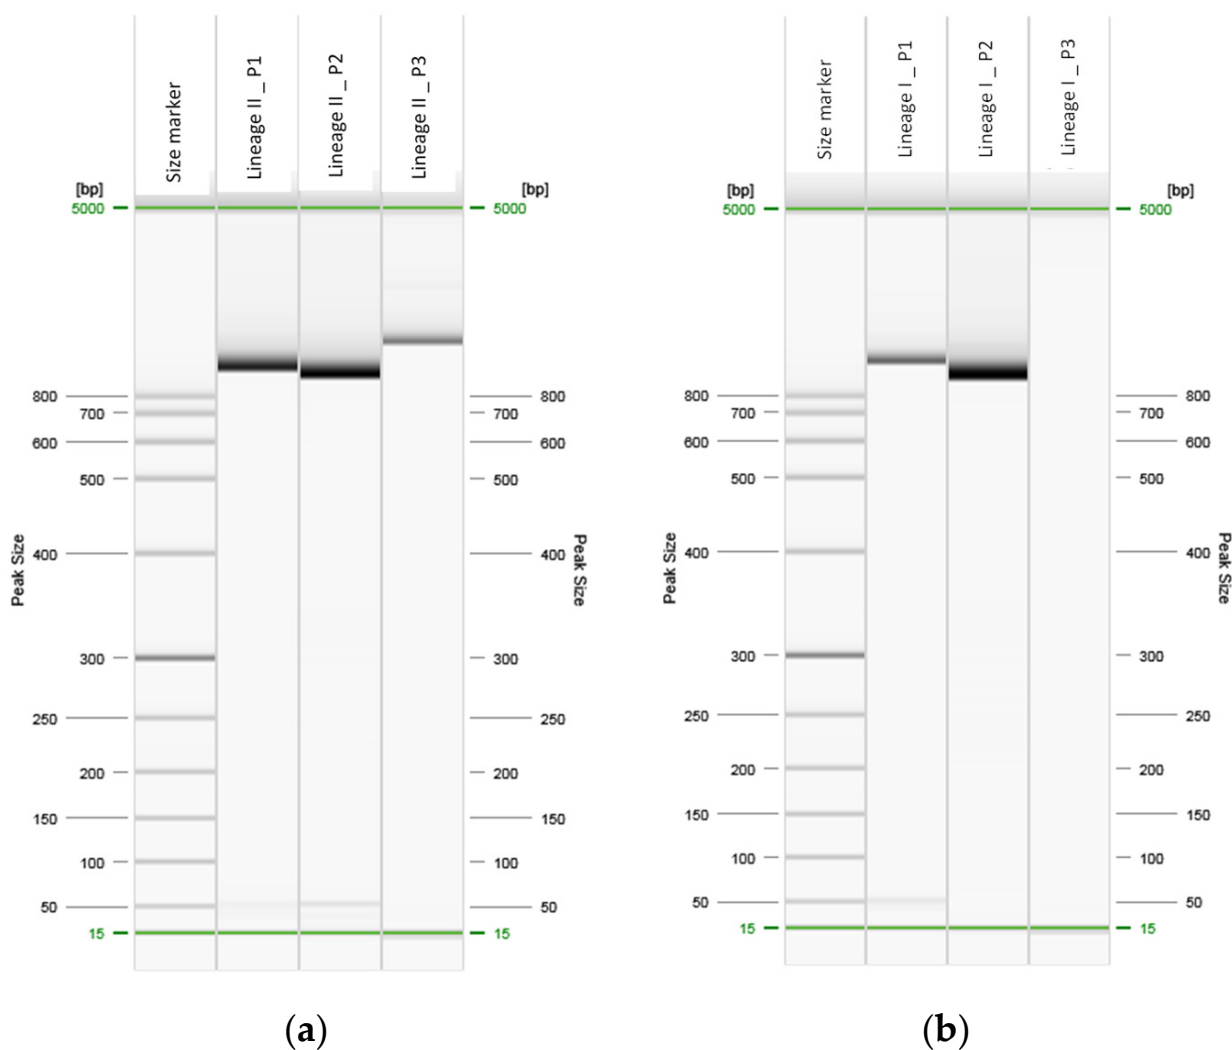 Size marker
Lineage II _ P1
Lineage II _ P2
Lineage II _ P3
[bp]
5000
800
700
600
500
400
300
250
200
150
100
50
15
Peak Size
[bp]
5000
800
700
600
500
400
300
250
200
150
100
50
15
Peak Size
(a)
Size marker
Lineage I _ P1
Lineage I _ P2
Lineage I _ P3
[bp]
5000
800
700
600
500
400
300
250
200
150
100
50
15
Peak Size
[bp]
5000
800
700
600
500
400
300
250
200
150
100
50
15
Peak Size
(b)